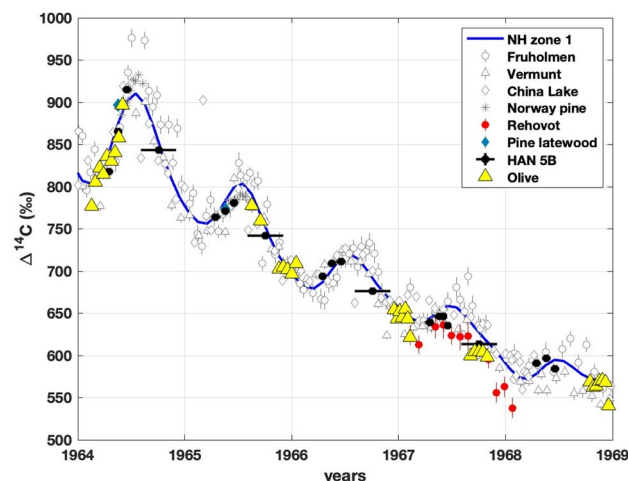 1000
950
900
850
800
750
700
650
600
550
500
Δ ¹⁴C (‰)
NH zone 1
Fruholmen
Vermunt
China Lake
Norway pine
Rehovot
Pine latewood
HAN 5B
Olive
1964
1965
1966
1967
1968
1969
years